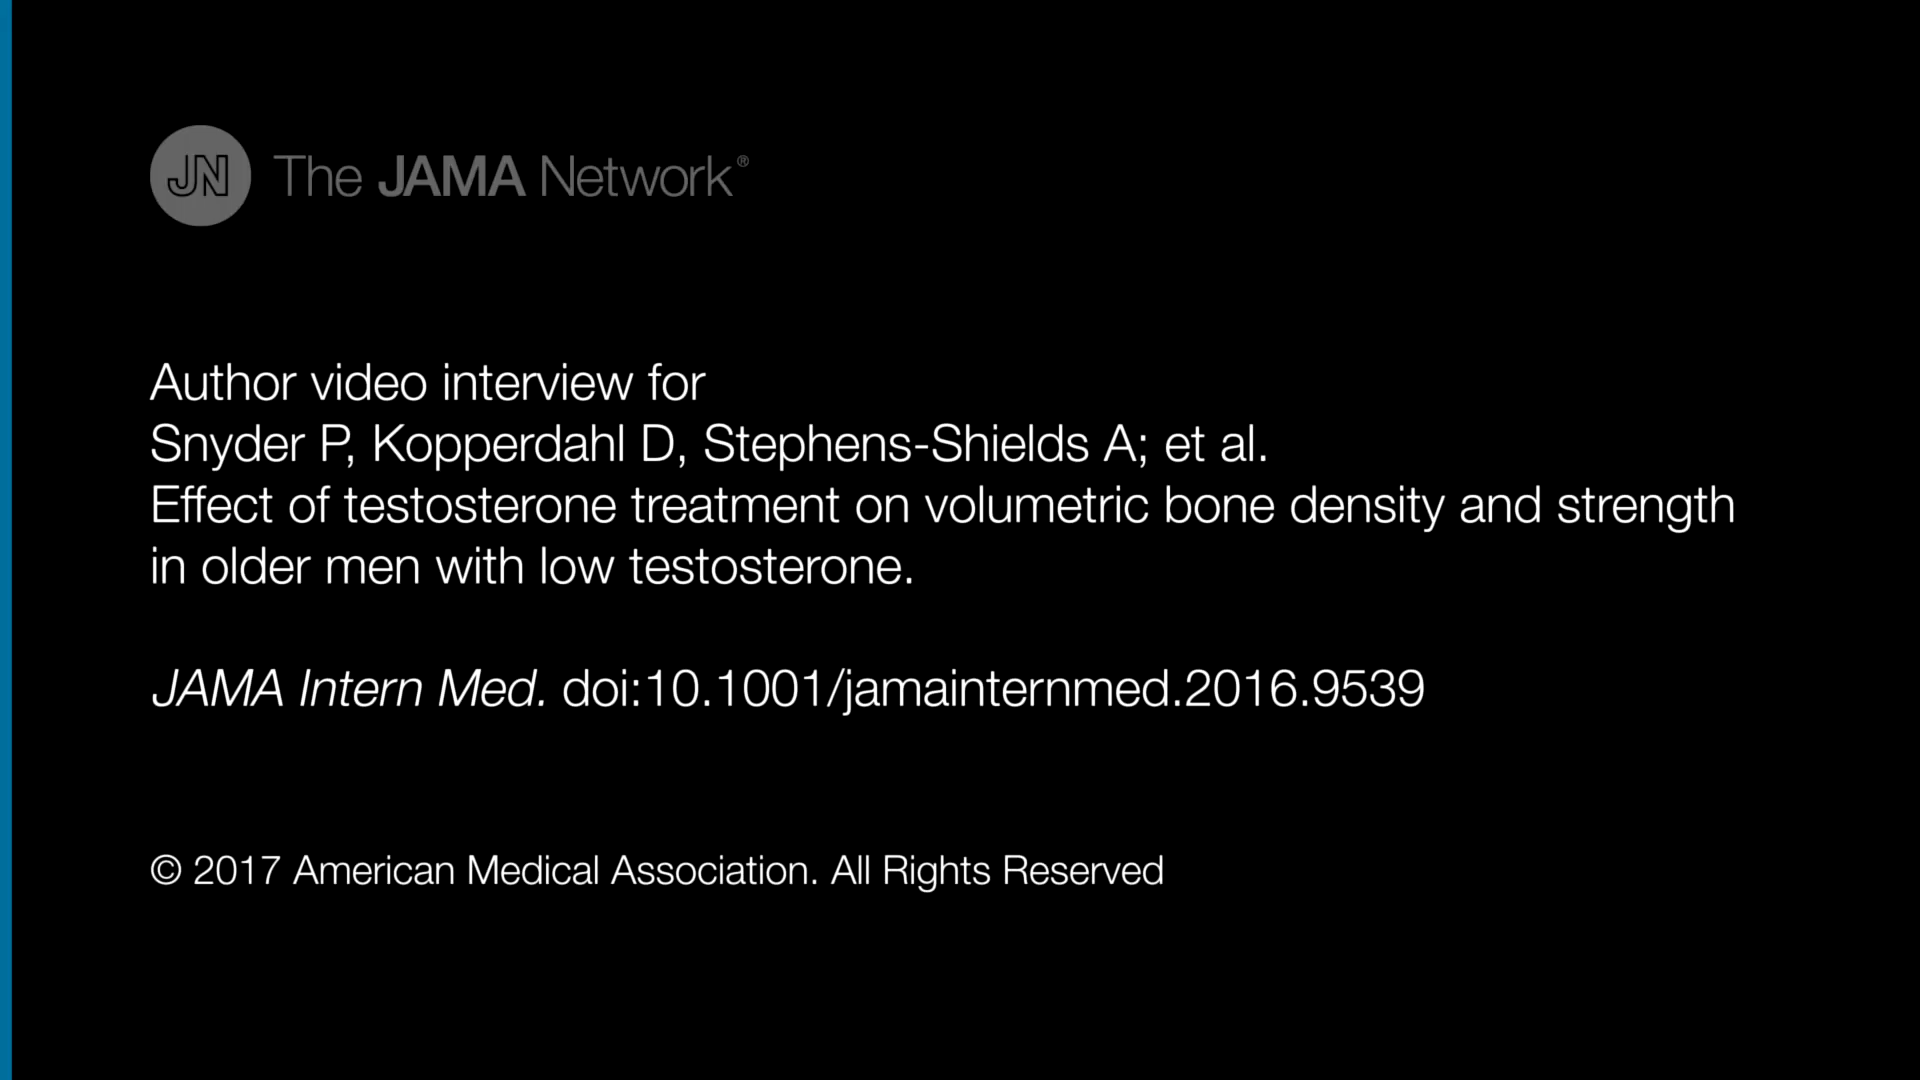 JN The JAMA Network®
Author video interview for
Snyder P, Kopperdahl D, Stephens-Shields A; et al.
Effect of testosterone treatment on volumetric bone density and strength
in older men with low testosterone.
JAMA Intern Med. doi:10.1001/jamainternmed.2016.9539
© 2017 American Medical Association. All Rights Reserved